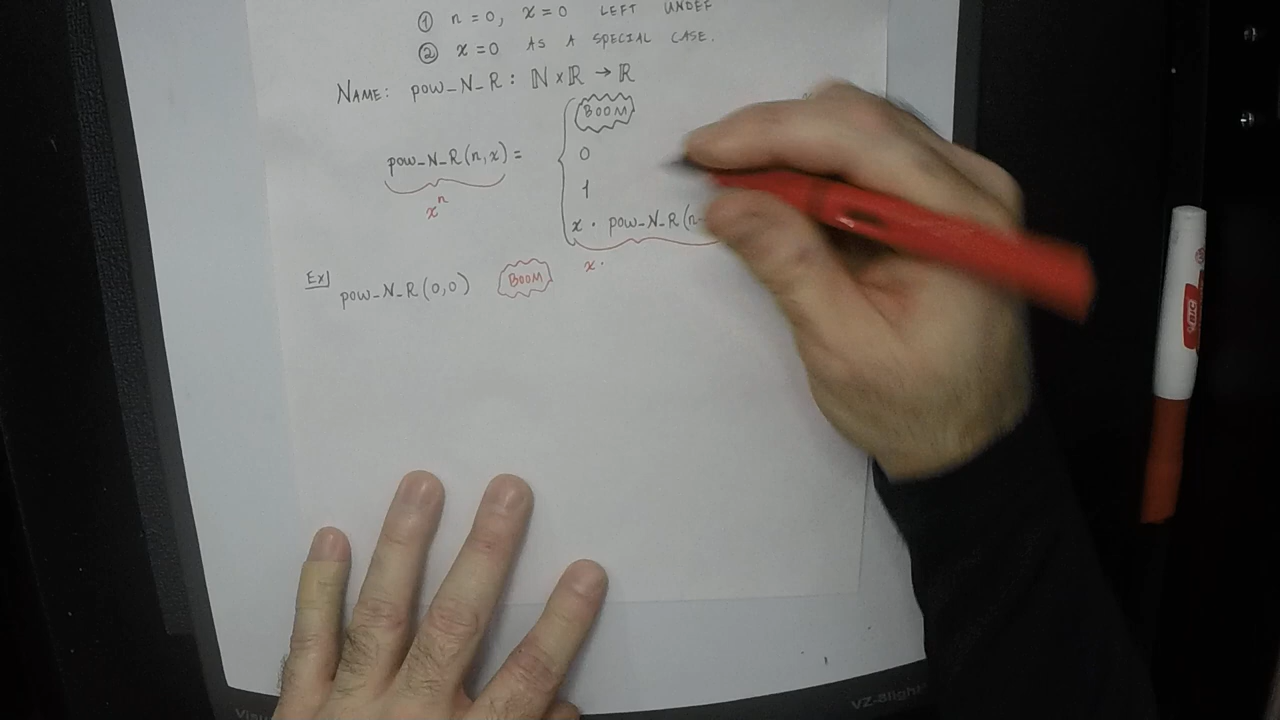 ① n = 0, x = 0 LEFT UNDEF
② x = 0 AS A SPECIAL CASE.
NAME: pow_N_R : ℕ × ℝ → ℝ
BOOM
pow_N_R(n,x) =
0
1
x · pow_N_R(n-
xⁿ
x ·
Ex] pow_N_R(0,0) BOOM
BIC